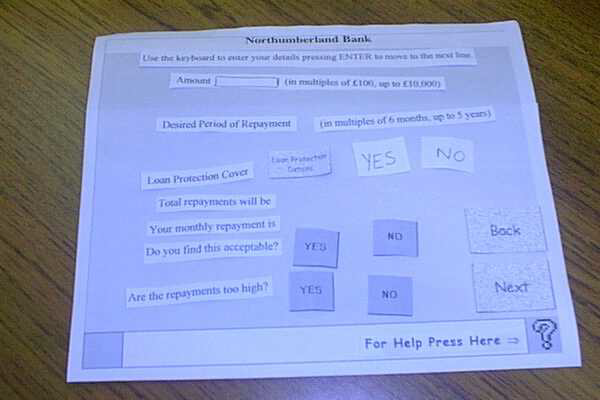 Northumberland Bank
Use the keyboard to enter your details pressing ENTER to move to the next line.
Amount (in multiples of £100, up to £10,000)
Desired Period of Repayment (in multiples of 6 months, up to 5 years)
Loan Protection Cover Loan Protection Details YES NO
Total repayments will be
Your monthly repayment is
Do you find this acceptable? YES NO Back
Are the repayments too high? YES NO Next
For Help Press Here ⇒ ?